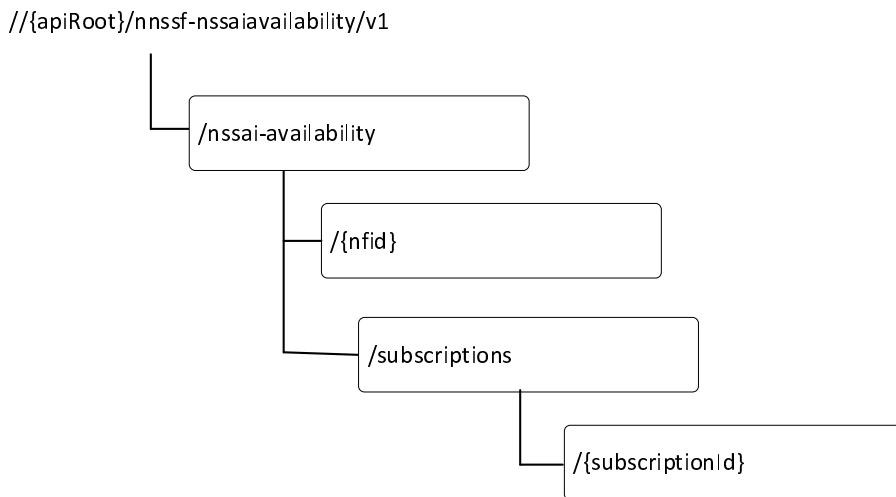 //{apiRoot}/nnssf-nssaiavailability/v1
/nssai-availability
/{nfid}
/subscriptions
/{subscriptionId}